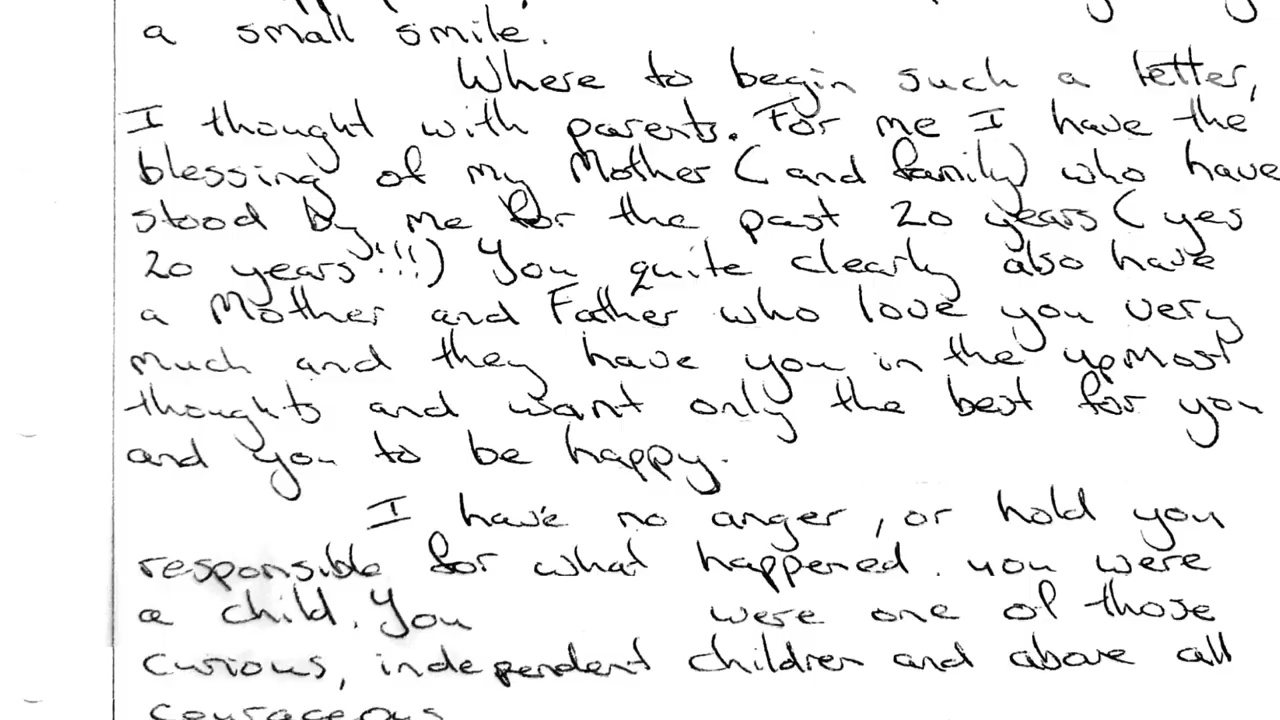 a small smile.
Where to begin such a letter,
I thought with parents. For me I have the
blessing of my Mother ( and family) who have
stood by me for the past 20 years ( yes
20 years!!!) You quite clearly also have
a Mother and Father who love you very
much and they have you in the upmost
thoughts and want only the best for you
and you to be happy.
I have no anger, or hold you
responsible for what happened. you were
a child. You were one of those
curious, independent children and above all
courageous